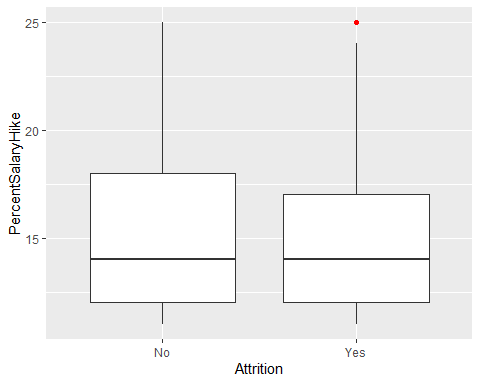 PercentSalaryHike
25
20
15
No Yes
Attrition